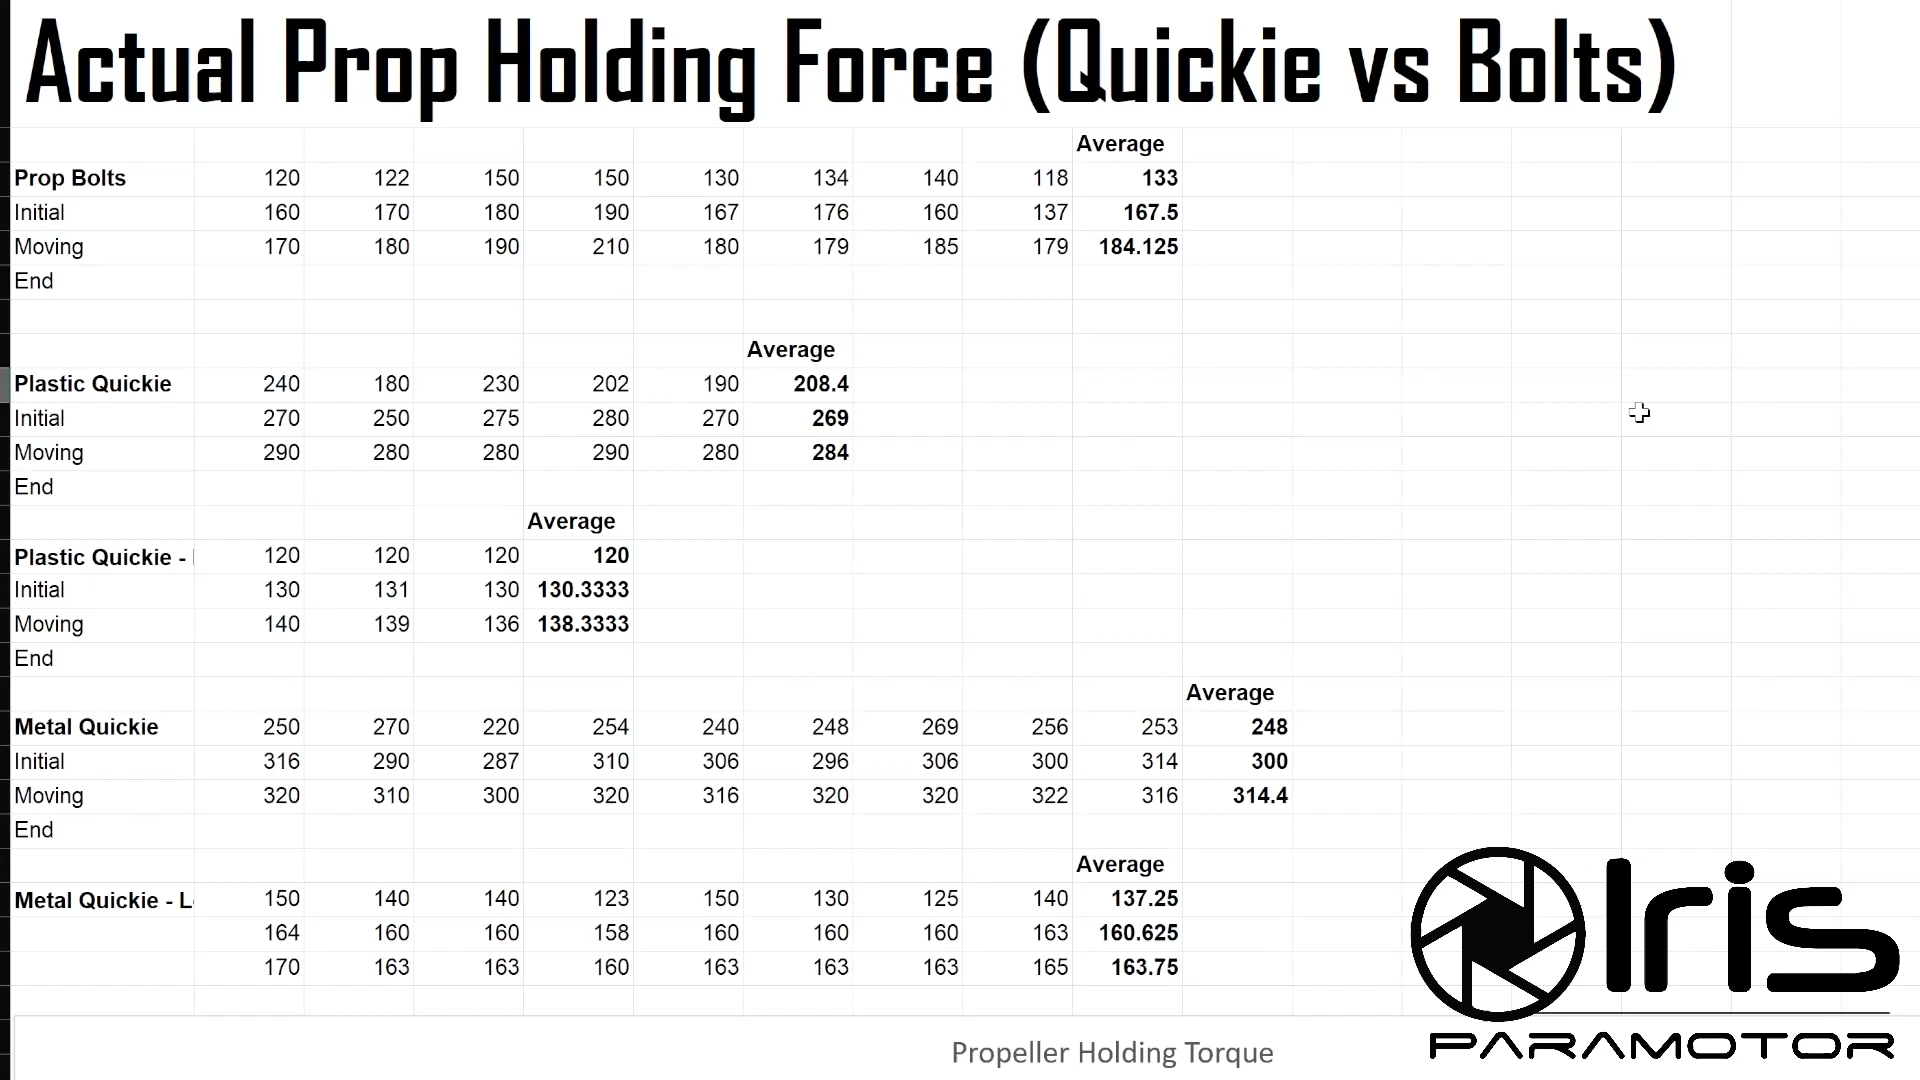 Actual Prop Holding Force (Quickie vs Bolts)
Average
Prop Bolts 120 122 150 150 130 134 140 118 133
Initial 160 170 180 190 167 176 160 137 167.5
Moving 170 180 190 210 180 179 185 179 184.125
End
Average
Plastic Quickie 240 180 230 202 190 208.4
Initial 270 250 275 280 270 269
Moving 290 280 280 290 280 284
End
Average
Plastic Quickie - 120 120 120 120
Initial 130 131 130 130.3333
Moving 140 139 136 138.3333
End
Average
Metal Quickie 250 270 220 254 240 248 269 256 253 248
Initial 316 290 287 310 306 296 306 300 314 300
Moving 320 310 300 320 316 320 320 322 316 314.4
End
Average
Metal Quickie - L 150 140 140 123 150 130 125 140 137.25
164 160 160 158 160 160 160 163 160.625
170 163 163 160 163 163 163 165 163.75
Iris
PARAMOTOR
Propeller Holding Torque